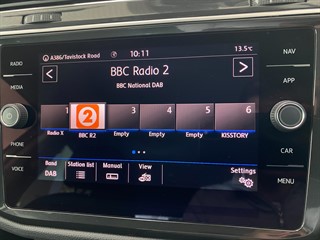 A386/Tavistock Road 10:11 13.5°C
BBC Radio 2
BBC National DAB
1 2 3 4 5 6
Radio X BBC R2 Empty Empty Empty KISSTORY
Band Station list Manual View Settings
DAB
RADIO
MEDIA
PHONE
VOICE
NAV
APP
CAR
MENU